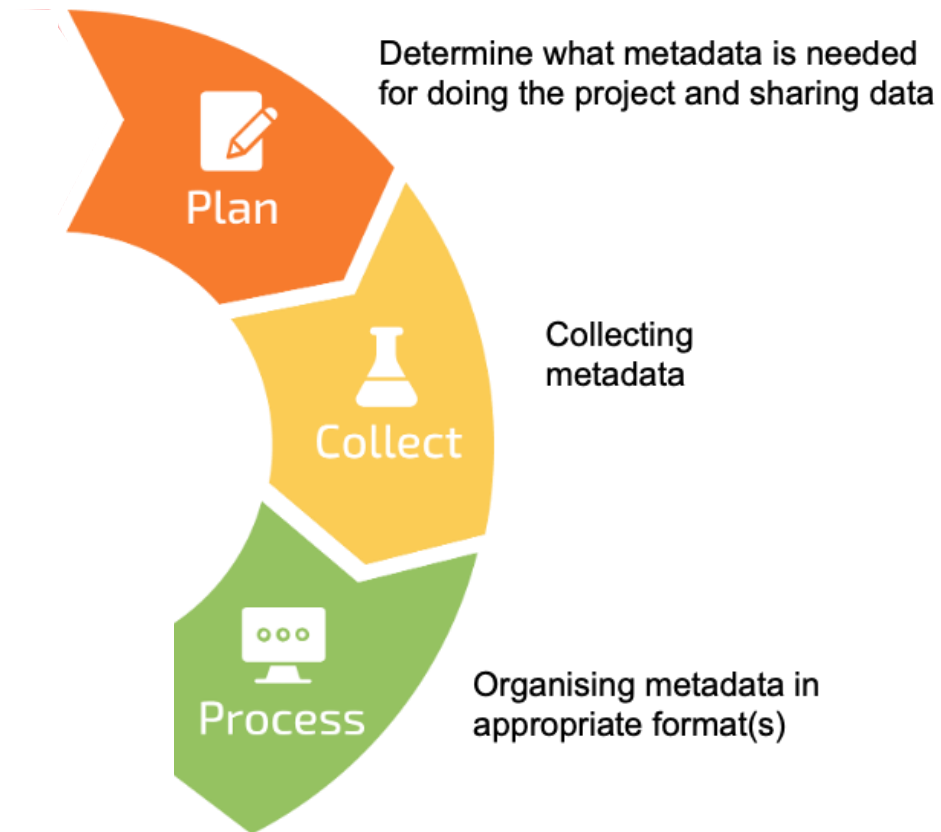 Determine what metadata is needed
for doing the project and sharing data
Plan
Collecting
metadata
Collect
Organising metadata in
appropriate format(s)
Process